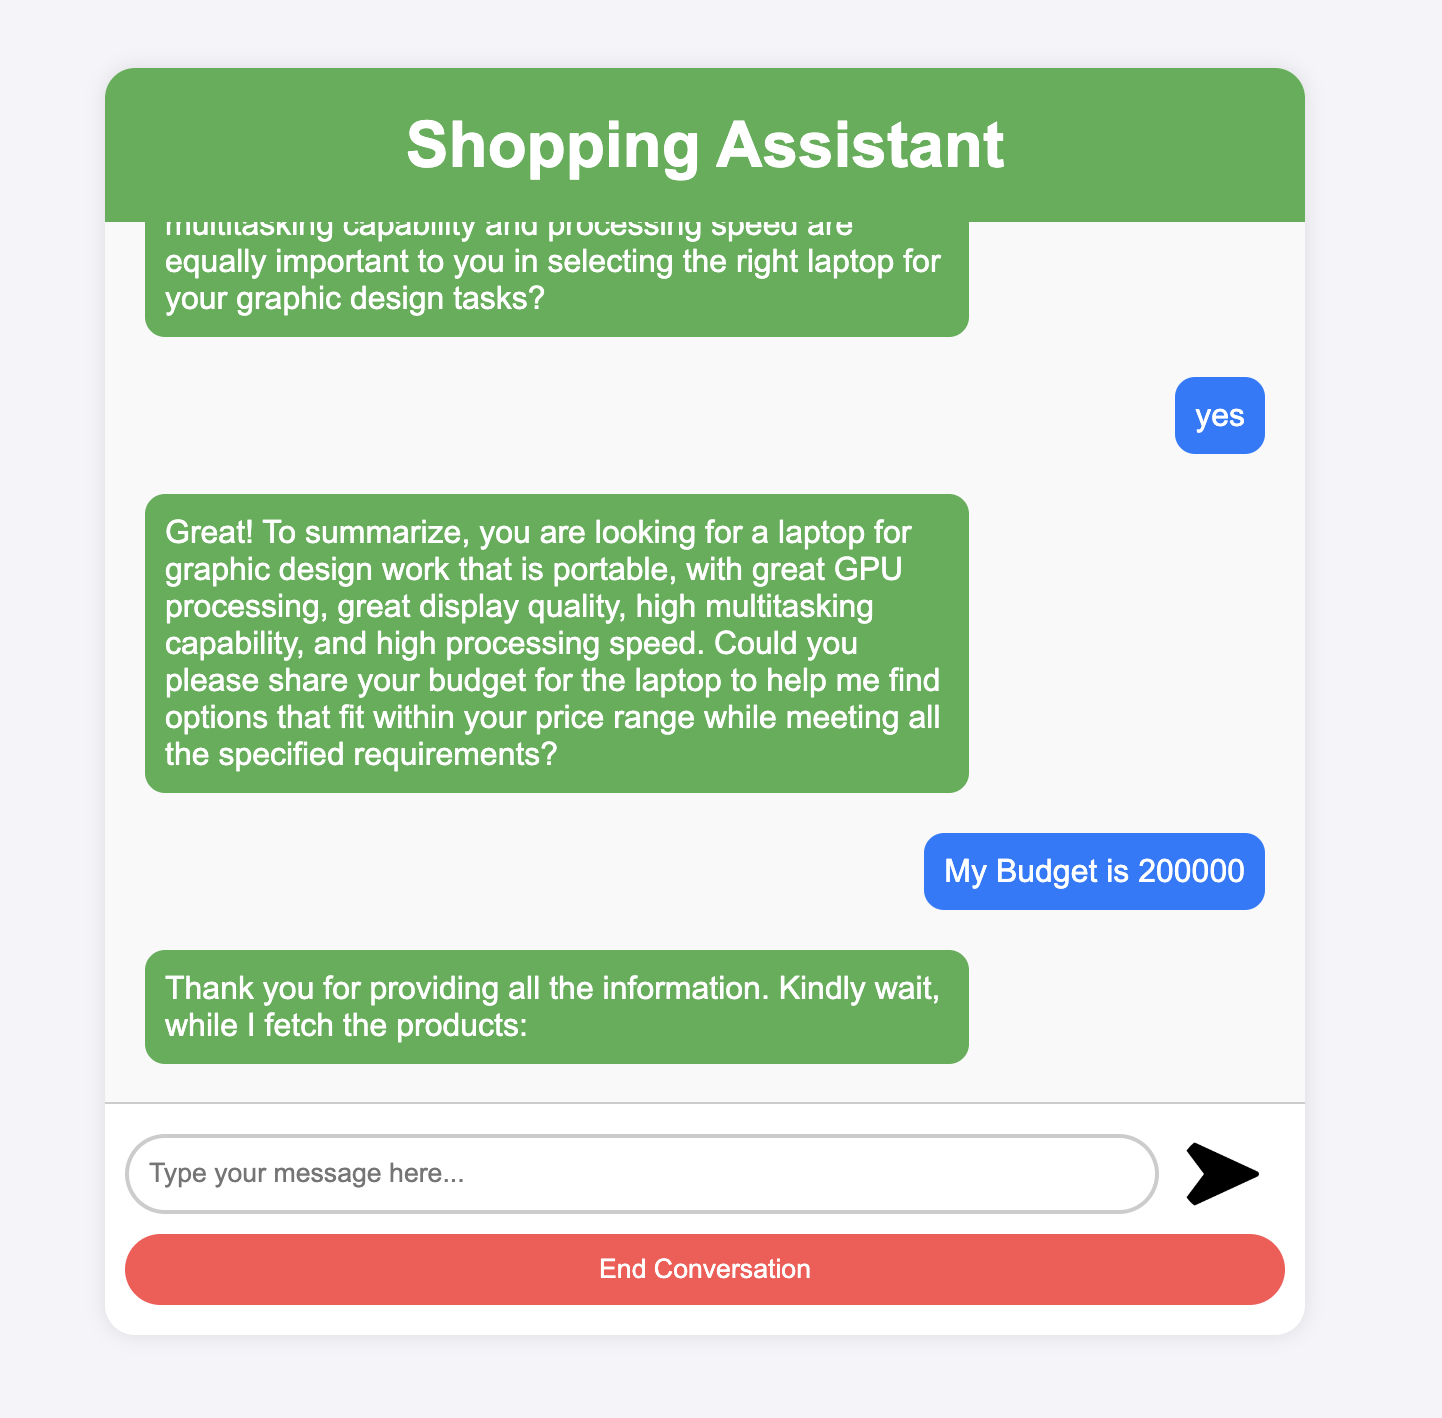 Shopping Assistant
multitasking capability and processing speed are
equally important to you in selecting the right laptop for
your graphic design tasks?
yes
Great! To summarize, you are looking for a laptop for
graphic design work that is portable, with great GPU
processing, great display quality, high multitasking
capability, and high processing speed. Could you
please share your budget for the laptop to help me find
options that fit within your price range while meeting all
the specified requirements?
My Budget is 200000
Thank you for providing all the information. Kindly wait,
while I fetch the products:
Type your message here...
End Conversation